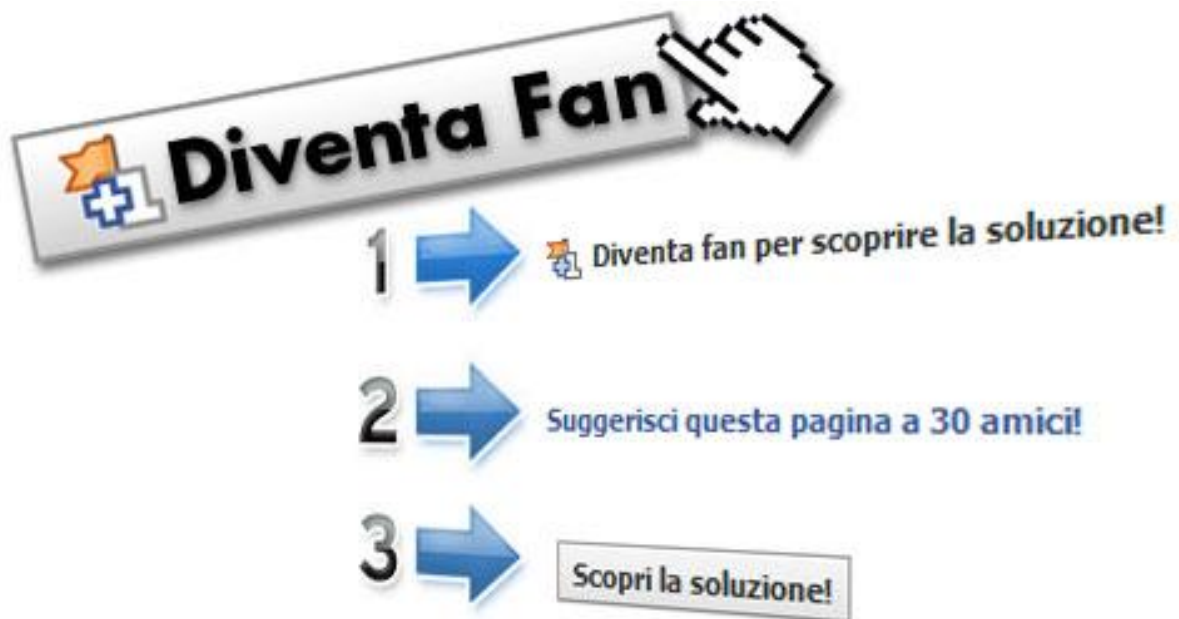 Diventa Fan
1 Diventa fan per scoprire la soluzione!
2 Suggerisci questa pagina a 30 amici!
3 Scopri la soluzione!